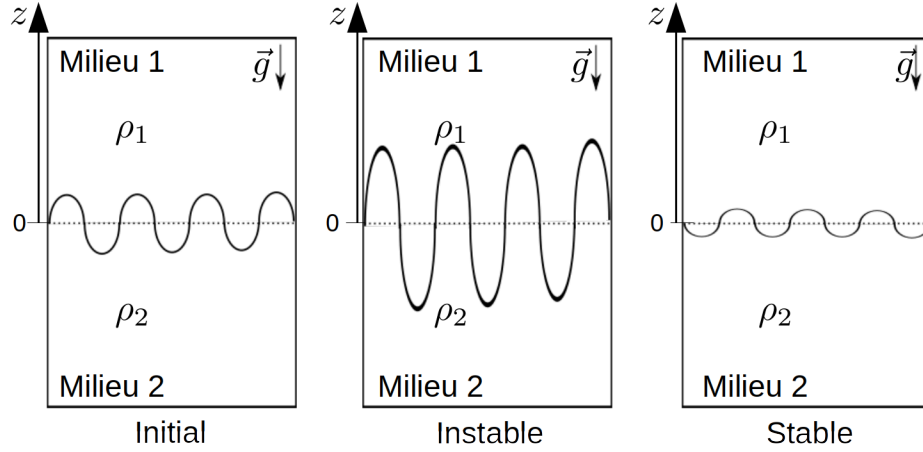 z
Milieu 1
g⃗
ρ₁
0
ρ₂
Milieu 2
Initial
z
Milieu 1
g⃗
ρ₁
0
ρ₂
Milieu 2
Instable
z
Milieu 1
g⃗
ρ₁
0
ρ₂
Milieu 2
Stable